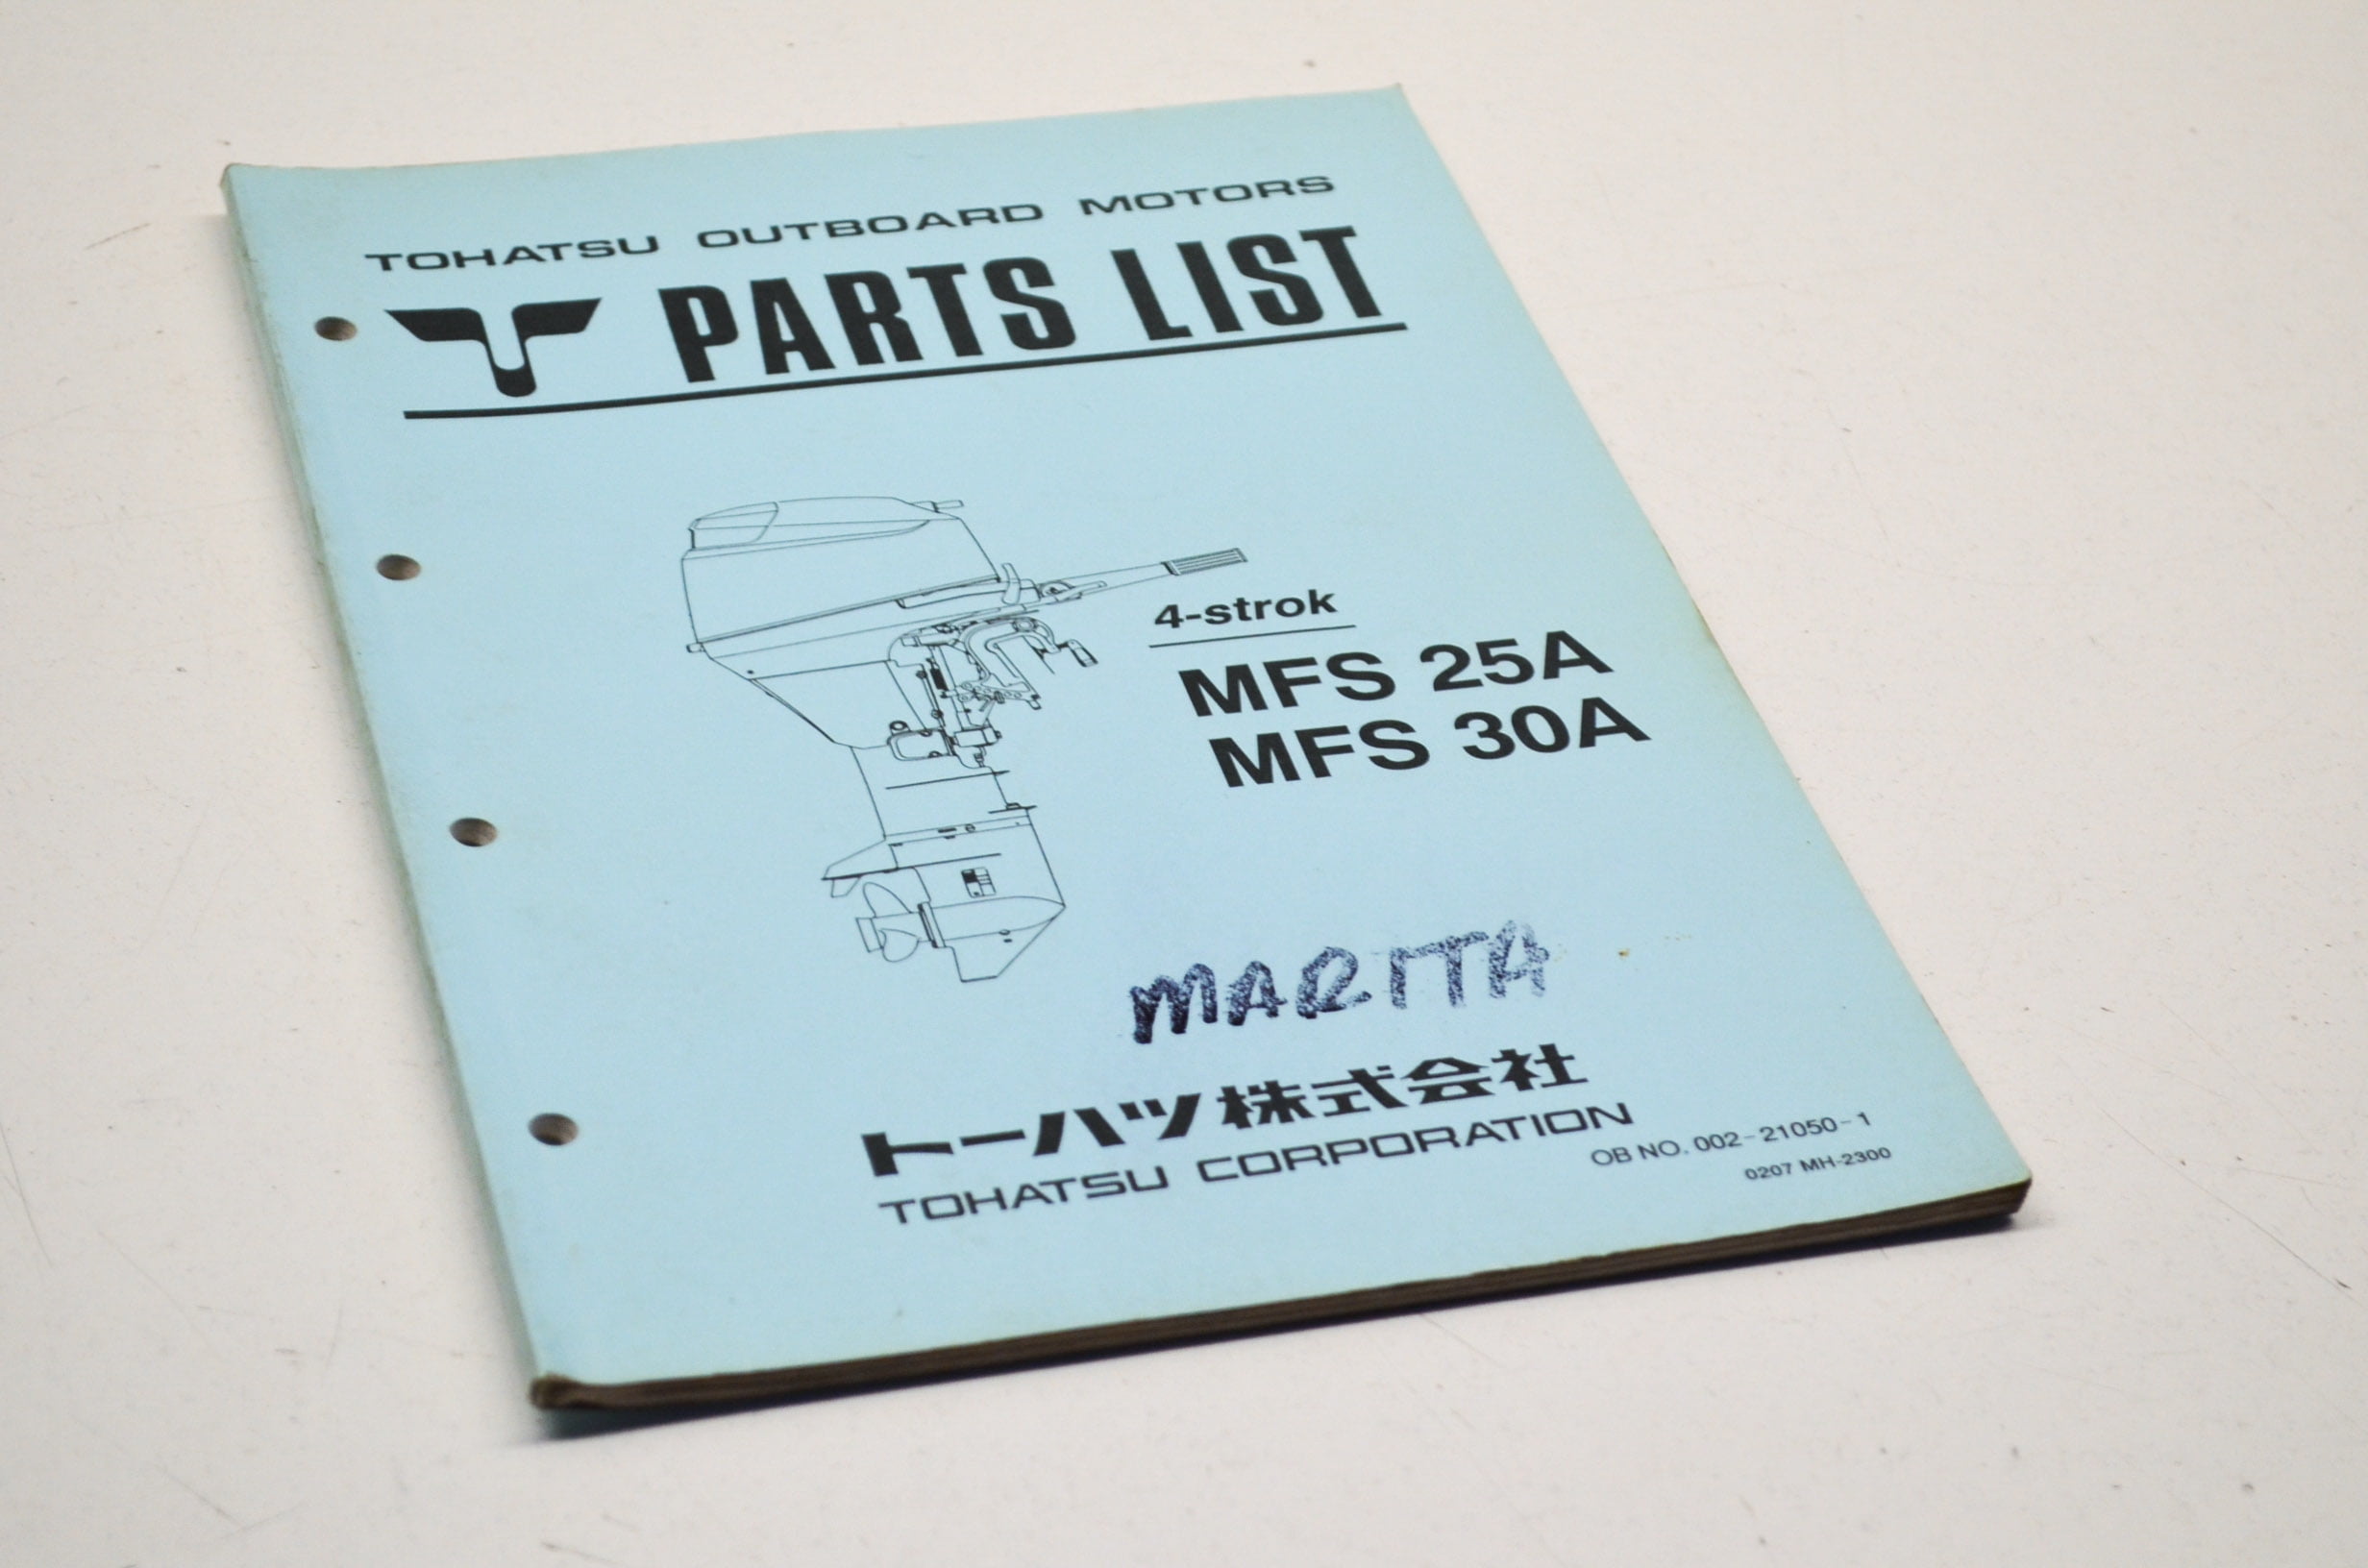 TOHATSU OUTBOARD MOTORS
PARTS LIST
4-strok
MFS 25A
MFS 30A
MARITA
トーハツ株式会社
TOHATSU CORPORATION
OB NO. 002-21050-1
0207 MH-2300